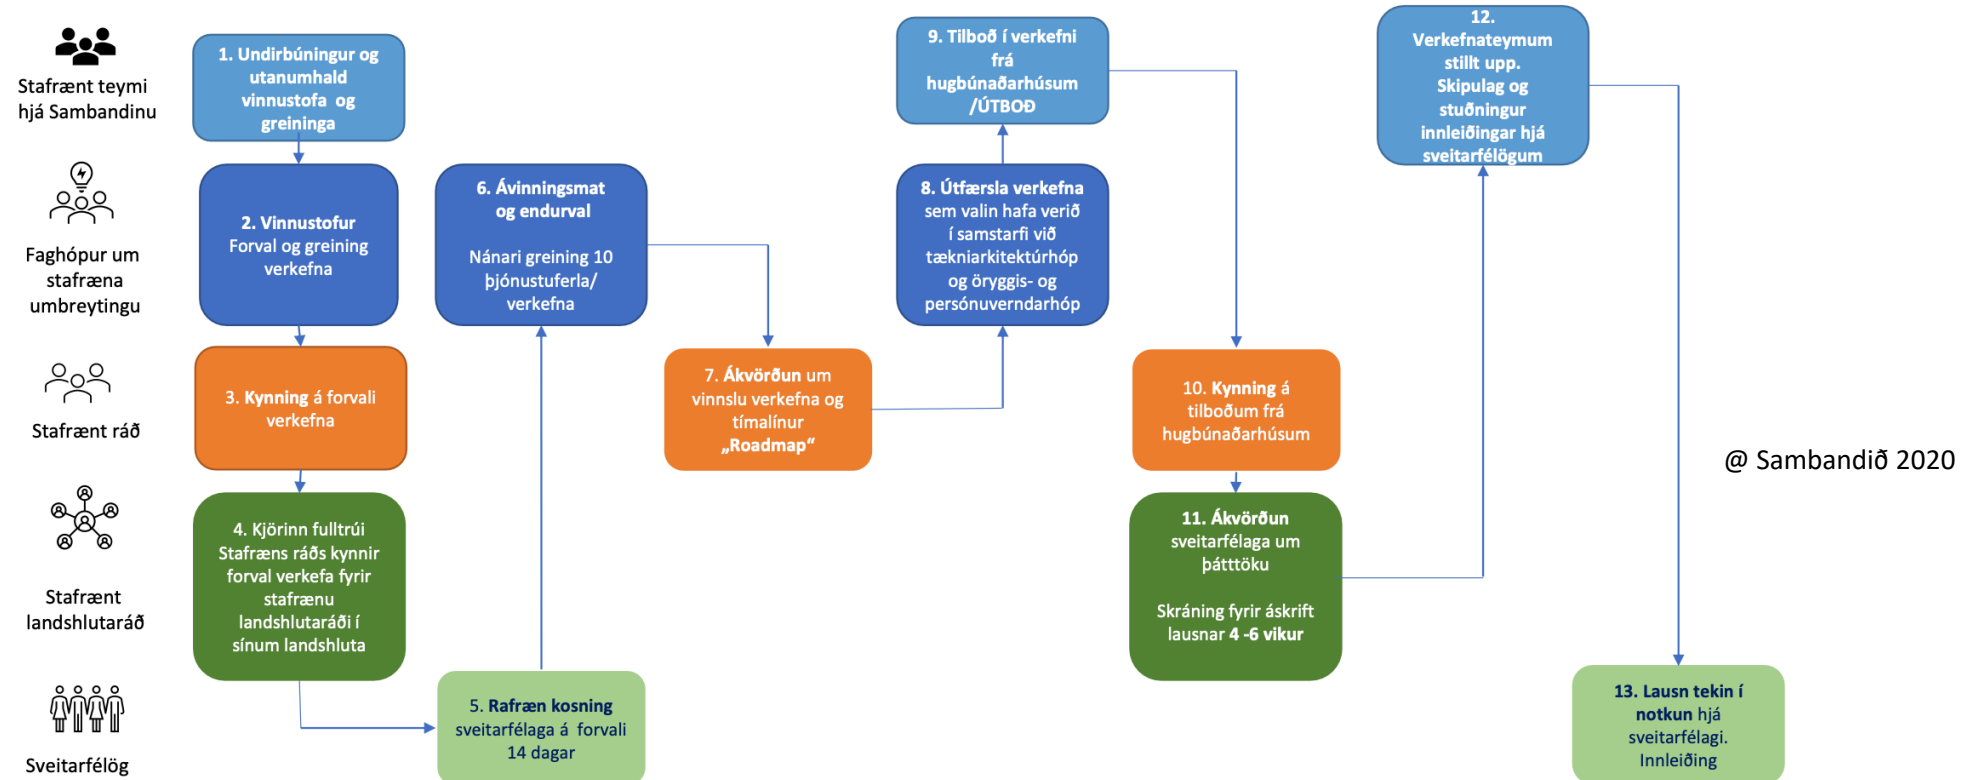 Stafrænt teymi
hjá Sambandinu
Faghópur um
stafræna
umbreytingu
Stafrænt ráð
Stafrænt
landshlutaráð
Sveitarfélög
1. Undirbúningur og
utanumhald
vinnustofa og
greininga
2. Vinnustofur
Forval og greining
verkefna
3. Kynning á forvali
verkefna
4. Kjörinn fulltrúi
Stafræns ráðs kynnir
forval verkefa fyrir
stafrænu
landshlutaráði í
sínum landshluta
5. Rafræn kosning
sveitarfélaga á forvali
14 dagar
6. Ávinningsmat
og endurval
Nánari greining 10
þjónustuferla/
verkefna
7. Ákvörðun um
vinnslu verkefna og
tímalínur
„Roadmap“
8. Útfærsla verkefna
sem valin hafa verið
í samstarfi við
tækniarkitektúrhóp
og öryggis- og
persónuverndarhóp
9. Tilboð í verkefni
frá
hugbúnaðarhúsum
/ÚTBOÐ
10. Kynning á
tilboðum frá
hugbúnaðarhúsum
11. Ákvörðun
sveitarfélaga um
þátttöku
Skráning fyrir áskrift
lausnar 4 -6 vikur
12.
Verkefnateymum
stillt upp.
Skipulag og
stuðningur
innleiðingar hjá
sveitarfélögum
13. Lausn tekin í
notkun hjá
sveitarfélagi.
Innleiðing
@ Sambandið 2020